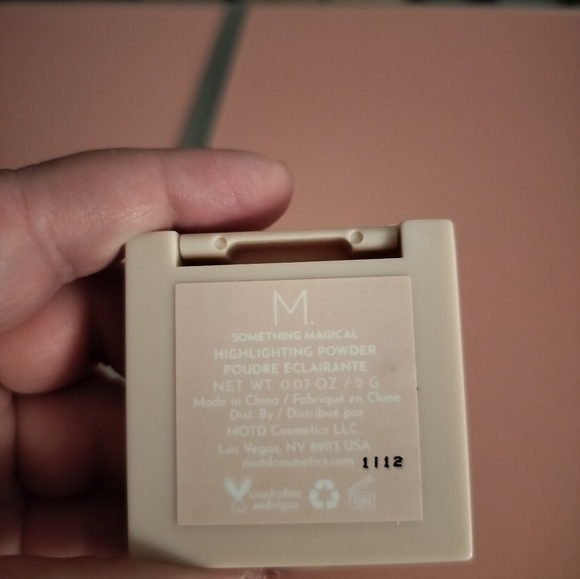 M.
SOMETHING MAGICAL
HIGHLIGHTING POWDER
POUDRE ÉCLAIRANTE
NET WT 0.07 OZ / 2 G
Made in China / Fabriqué en Chine
Dist. By / Distribué par
MOTD Cosmetics LLC.
Las Vegas, NV 89113 USA
motdcosmetics.com 1112
crueltyfree